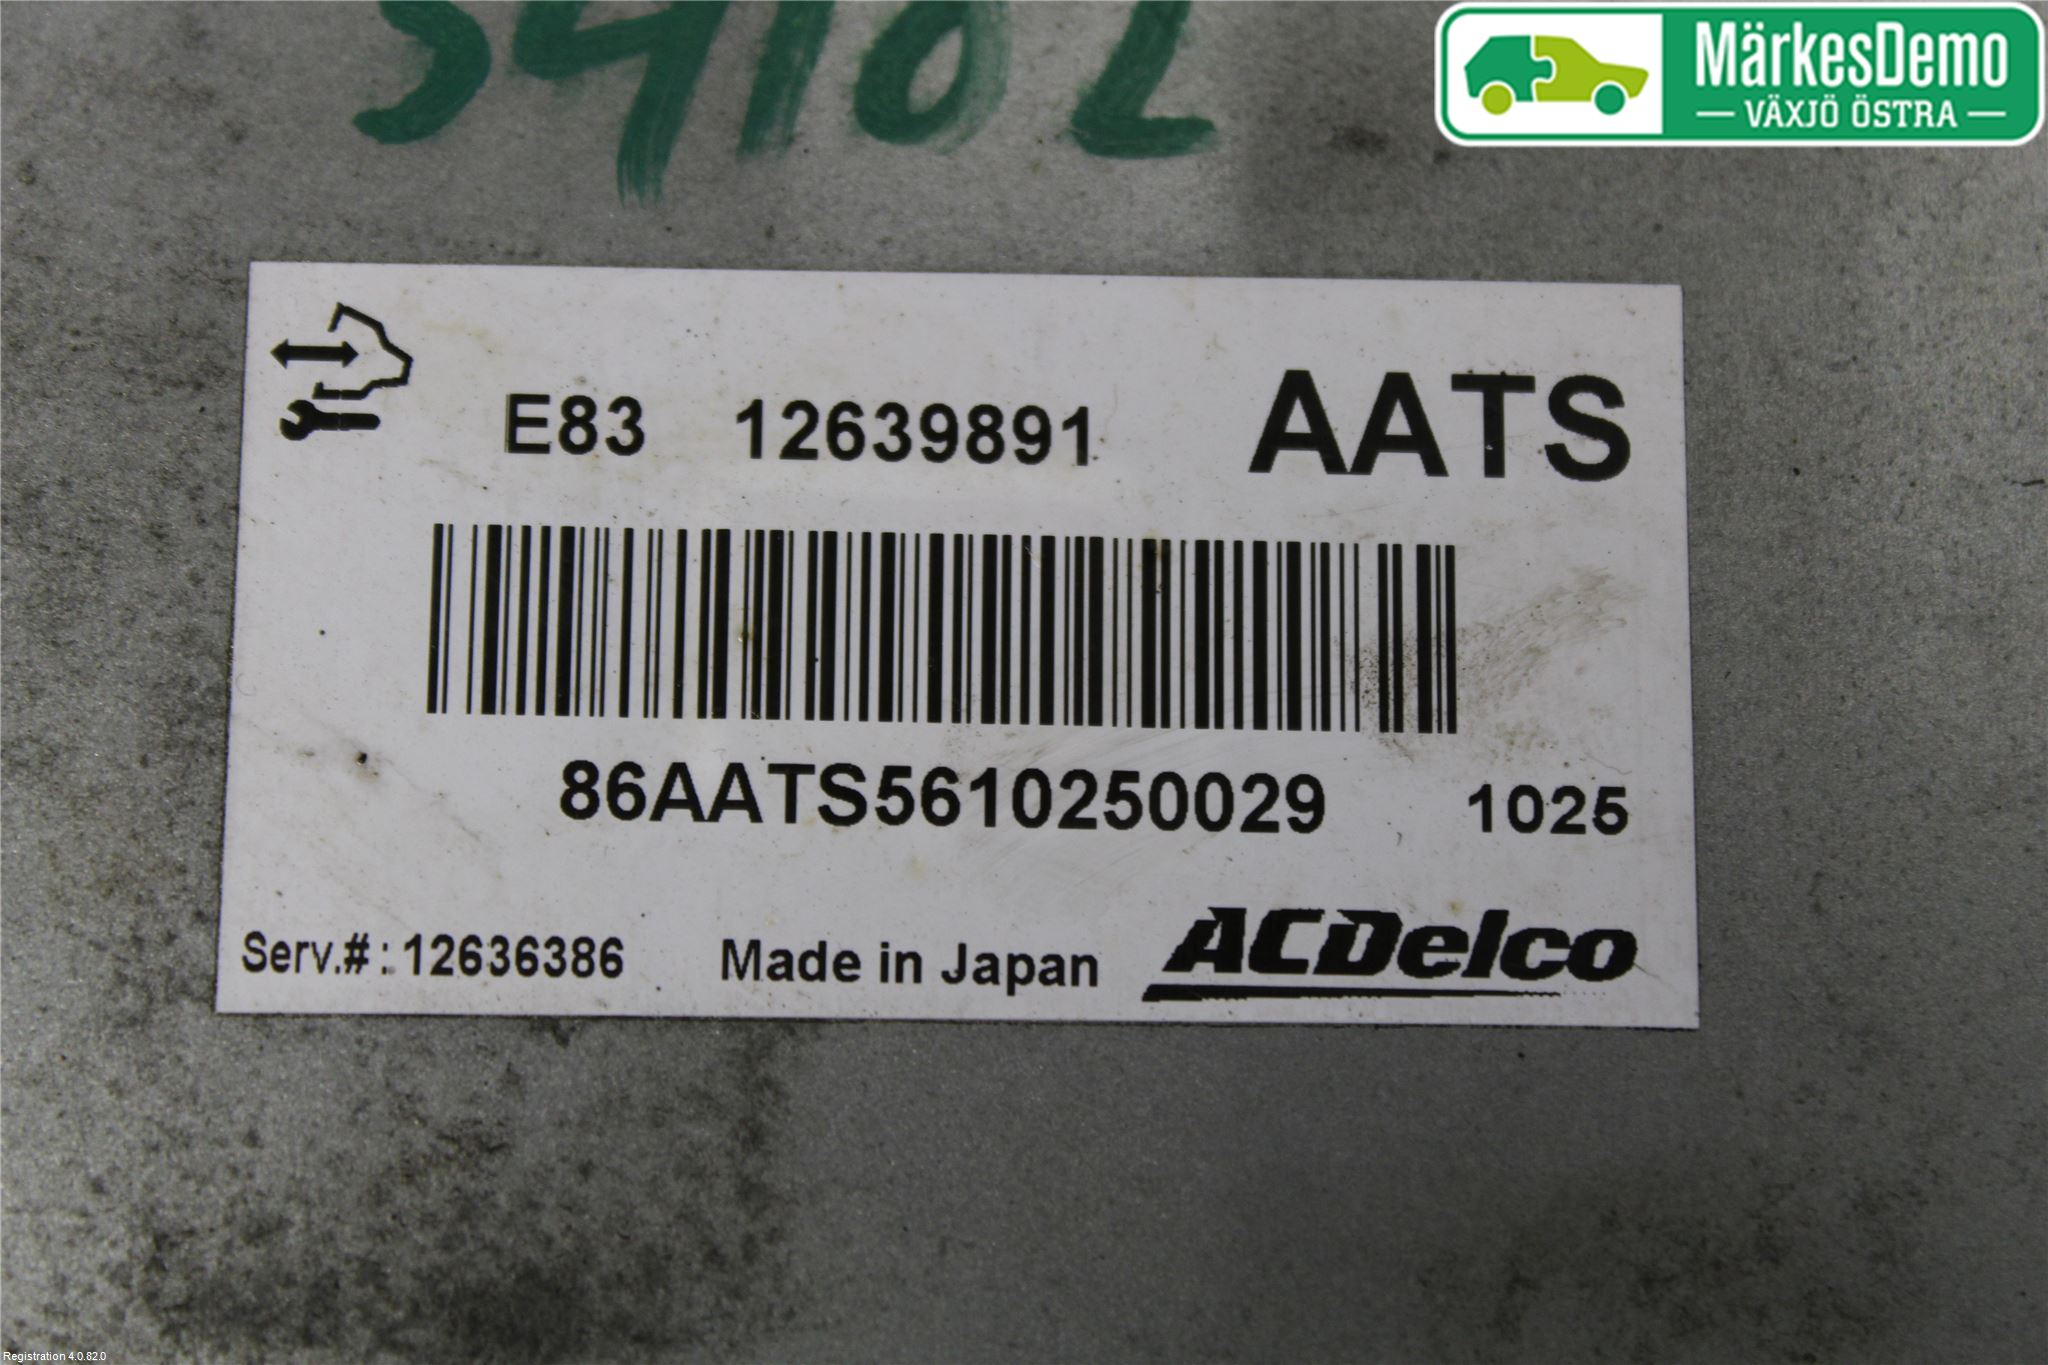 MärkesDemo
— VÄXJÖ ÖSTRA —
E83 12639891 AATS
86AATS5610250029 1025
Serv.#: 12636386 Made in Japan ACDelco
Registration 4.0.82.0